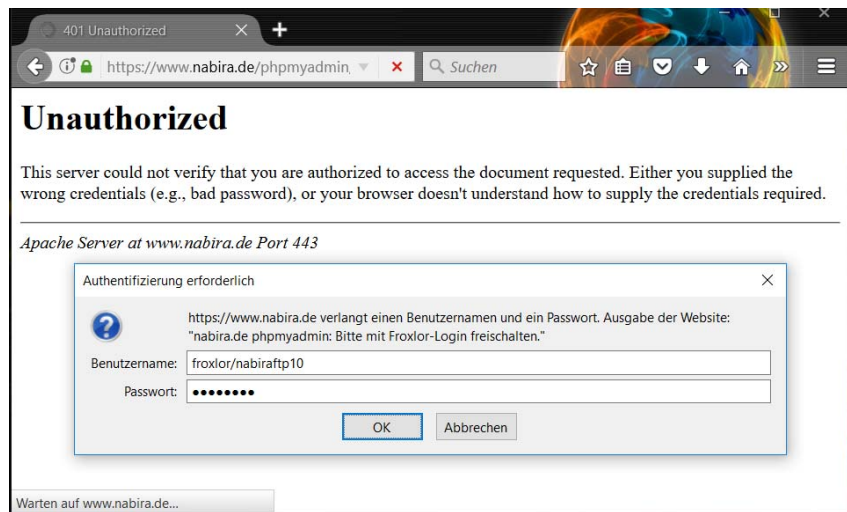 401 Unauthorized
https://www.nabira.de/phpmyadmin
Suchen
Unauthorized
This server could not verify that you are authorized to access the document requested. Either you supplied the
wrong credentials (e.g., bad password), or your browser doesn't understand how to supply the credentials required.
Apache Server at www.nabira.de Port 443
Authentifizierung erforderlich
https://www.nabira.de verlangt einen Benutzernamen und ein Passwort. Ausgabe der Website:
"nabira.de phpmyadmin: Bitte mit Froxlor-Login freischalten."
Benutzername: froxlor/nabiraftp10
Passwort: ●●●●●●●●
OK Abbrechen
Warten auf www.nabira.de...